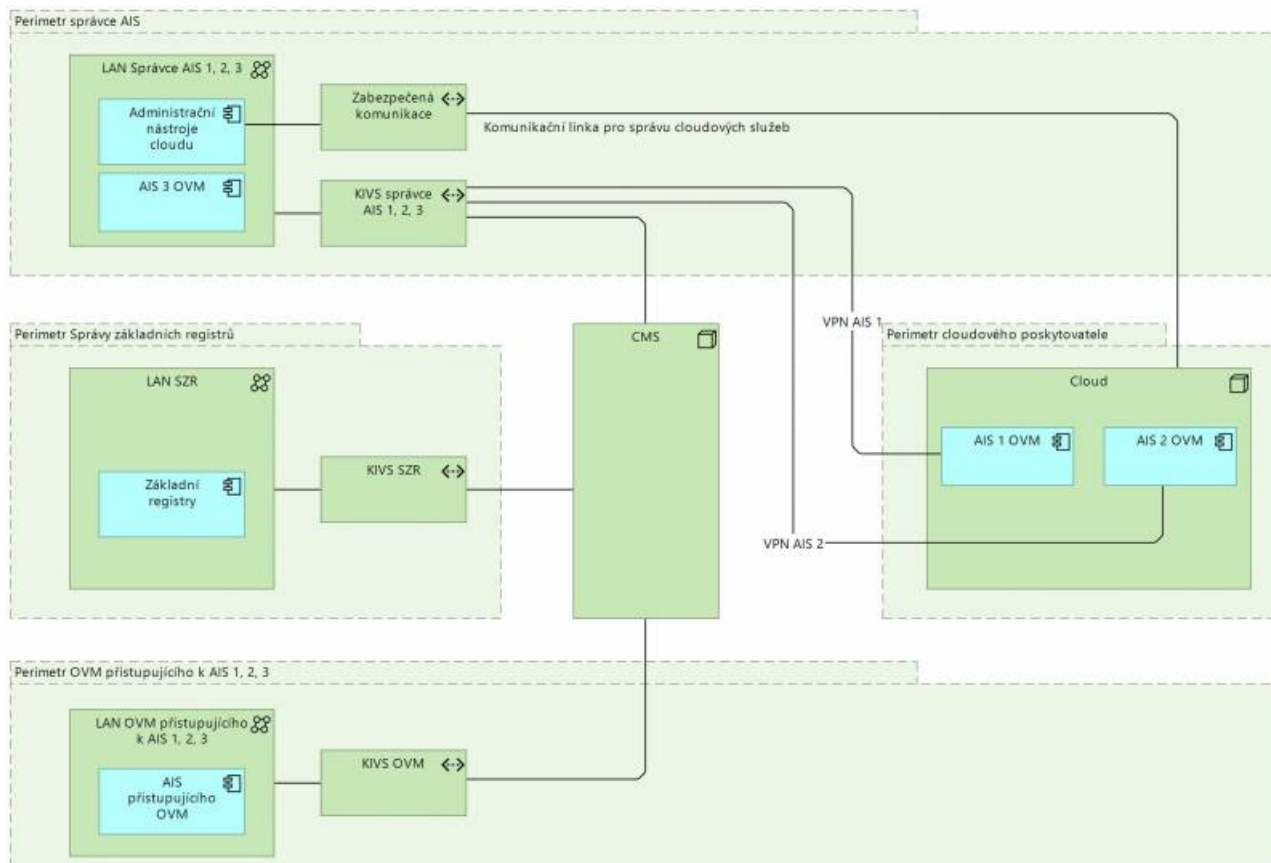 Perimetr správce AIS
LAN Správce AIS 1, 2, 3
Administrační
nástroje
cloudu
AIS 3 OVM
Zabezpečená
komunikace
Komunikační linka pro správu cloudových služeb
KIVS správce
AIS 1, 2, 3
VPN AIS 1
Perimetr Správy základních registrů
LAN SZR
Základní
registry
KIVS SZR
CMS
Perimetr cloudového poskytovatele
Cloud
AIS 1 OVM
AIS 2 OVM
VPN AIS 2
Perimetr OVM přistupujícího k AIS 1, 2, 3
LAN OVM přistupujícího
k AIS 1, 2, 3
AIS
přistupujícího
OVM
KIVS OVM